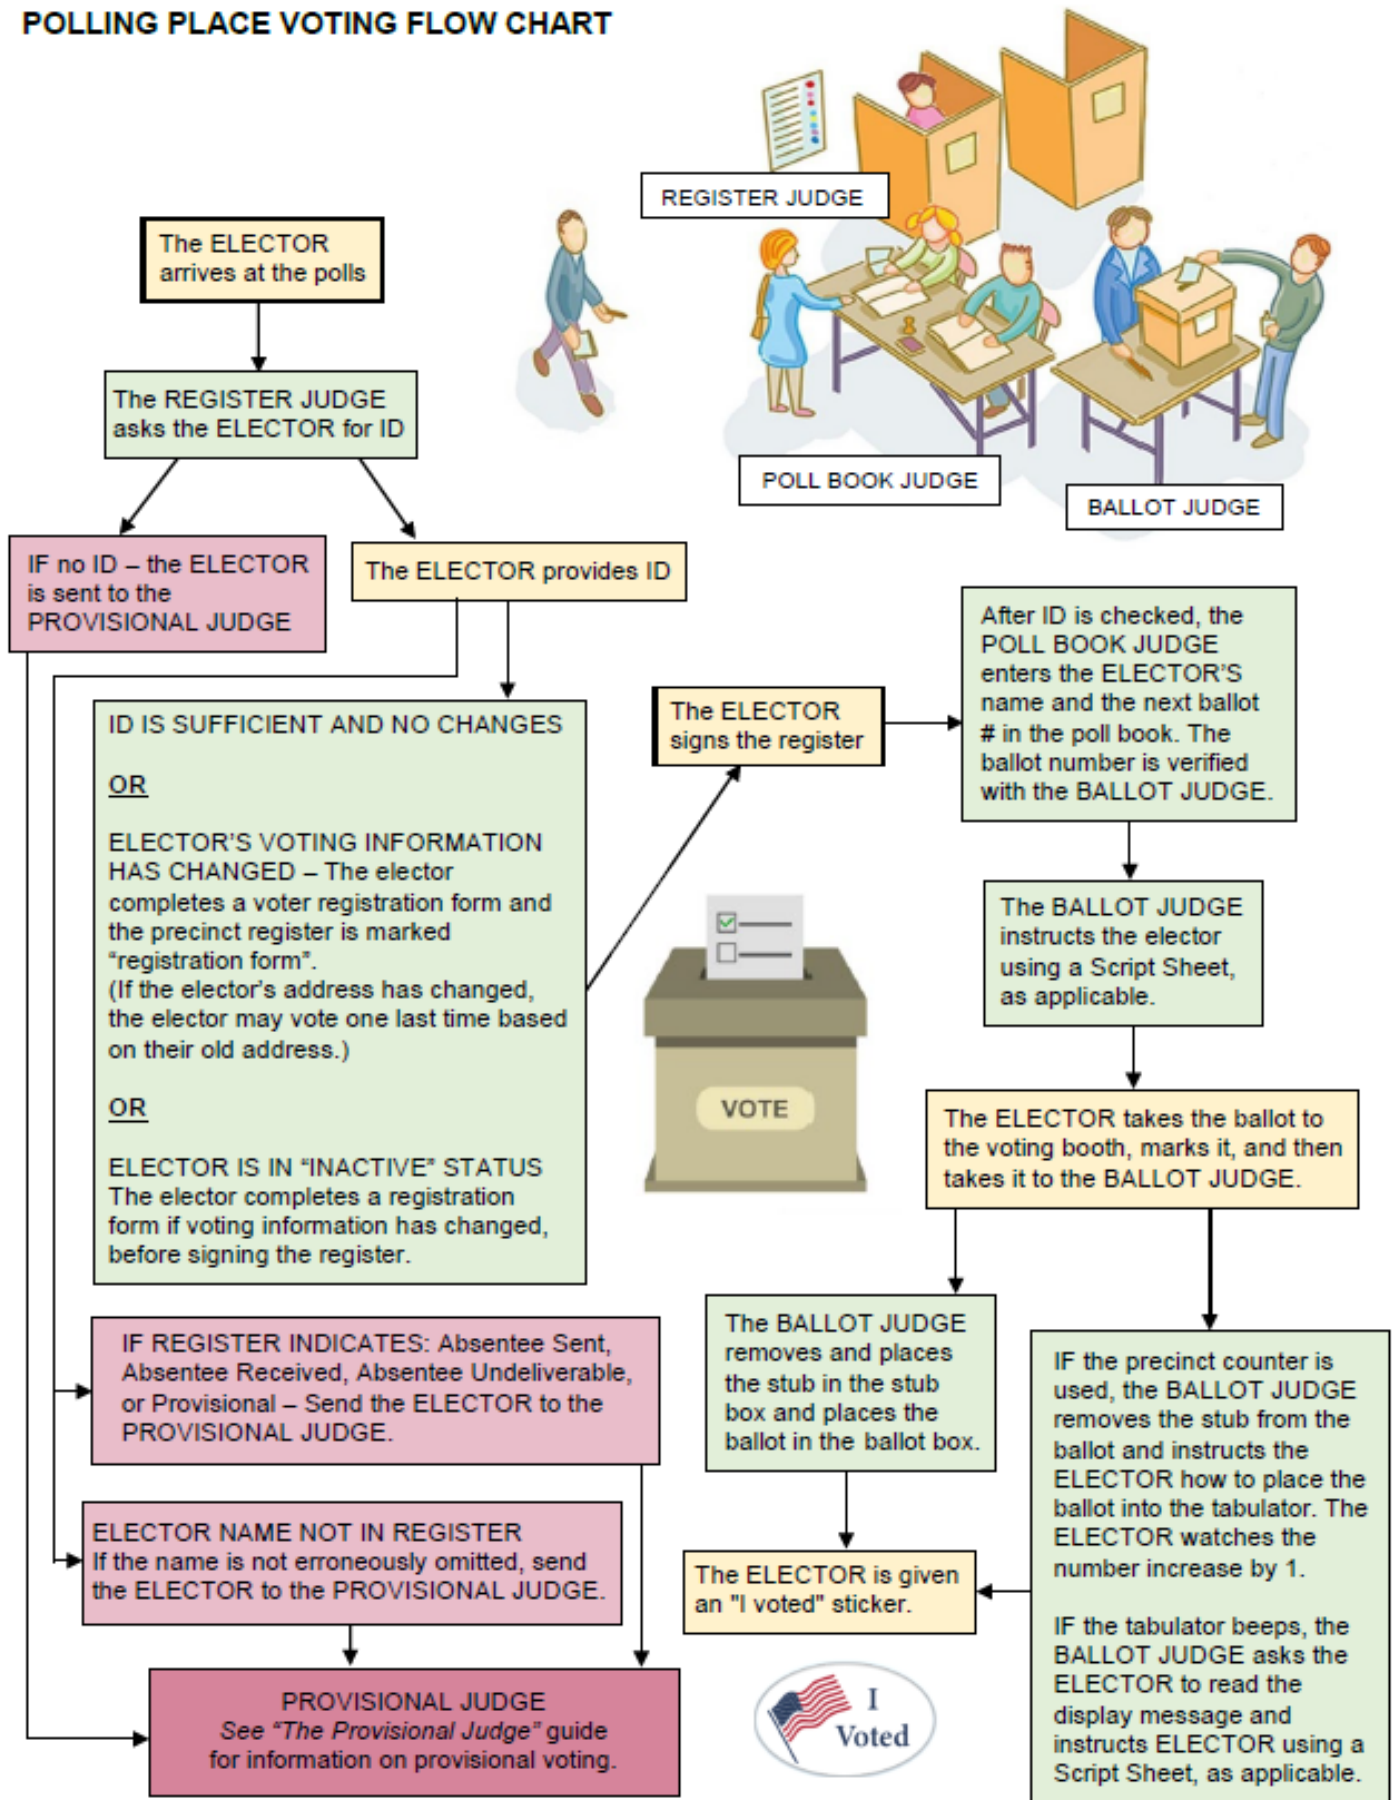 POLLING PLACE VOTING FLOW CHART
REGISTER JUDGE
POLL BOOK JUDGE
BALLOT JUDGE
The ELECTOR
arrives at the polls
The REGISTER JUDGE
asks the ELECTOR for ID
IF no ID – the ELECTOR
is sent to the
PROVISIONAL JUDGE
The ELECTOR provides ID
ID IS SUFFICIENT AND NO CHANGES
OR
ELECTOR'S VOTING INFORMATION
HAS CHANGED – The elector
completes a voter registration form and
the precinct register is marked
“registration form”.
(If the elector's address has changed,
the elector may vote one last time based
on their old address.)
OR
ELECTOR IS IN “INACTIVE” STATUS
The elector completes a registration
form if voting information has changed,
before signing the register.
IF REGISTER INDICATES: Absentee Sent,
Absentee Received, Absentee Undeliverable,
or Provisional – Send the ELECTOR to the
PROVISIONAL JUDGE.
ELECTOR NAME NOT IN REGISTER
If the name is not erroneously omitted, send
the ELECTOR to the PROVISIONAL JUDGE.
PROVISIONAL JUDGE
See “The Provisional Judge” guide
for information on provisional voting.
The ELECTOR
signs the register
After ID is checked, the
POLL BOOK JUDGE
enters the ELECTOR'S
name and the next ballot
# in the poll book. The
ballot number is verified
with the BALLOT JUDGE.
The BALLOT JUDGE
instructs the elector
using a Script Sheet,
as applicable.
VOTE
The ELECTOR takes the ballot to
the voting booth, marks it, and then
takes it to the BALLOT JUDGE.
The BALLOT JUDGE
removes and places
the stub in the stub
box and places the
ballot in the ballot box.
IF the precinct counter is
used, the BALLOT JUDGE
removes the stub from the
ballot and instructs the
ELECTOR how to place the
ballot into the tabulator. The
ELECTOR watches the
number increase by 1.
IF the tabulator beeps, the
BALLOT JUDGE asks the
ELECTOR to read the
display message and
instructs ELECTOR using a
Script Sheet, as applicable.
The ELECTOR is given
an "I voted" sticker.
I
Voted